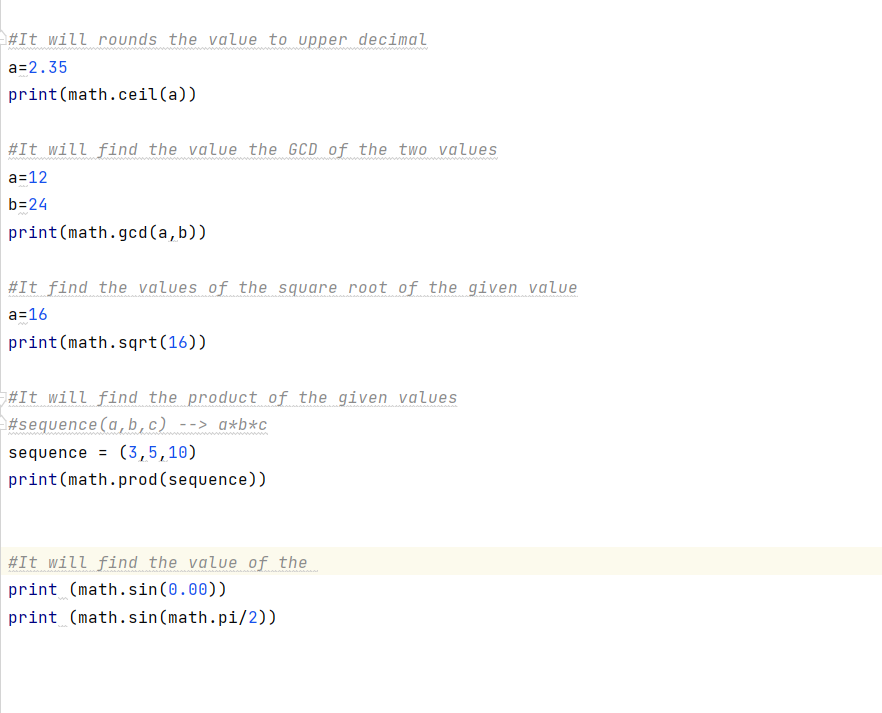 #It will rounds the value to upper decimal
a=2.35
print(math.ceil(a))
#It will find the value the GCD of the two values
a=12
b=24
print(math.gcd(a,b))
#It find the values of the square root of the given value
a=16
print(math.sqrt(16))
#It will find the product of the given values
#sequence(a,b,c) --> a*b*c
sequence = (3,5,10)
print(math.prod(sequence))
#It will find the value of the
print (math.sin(0.00))
print (math.sin(math.pi/2))